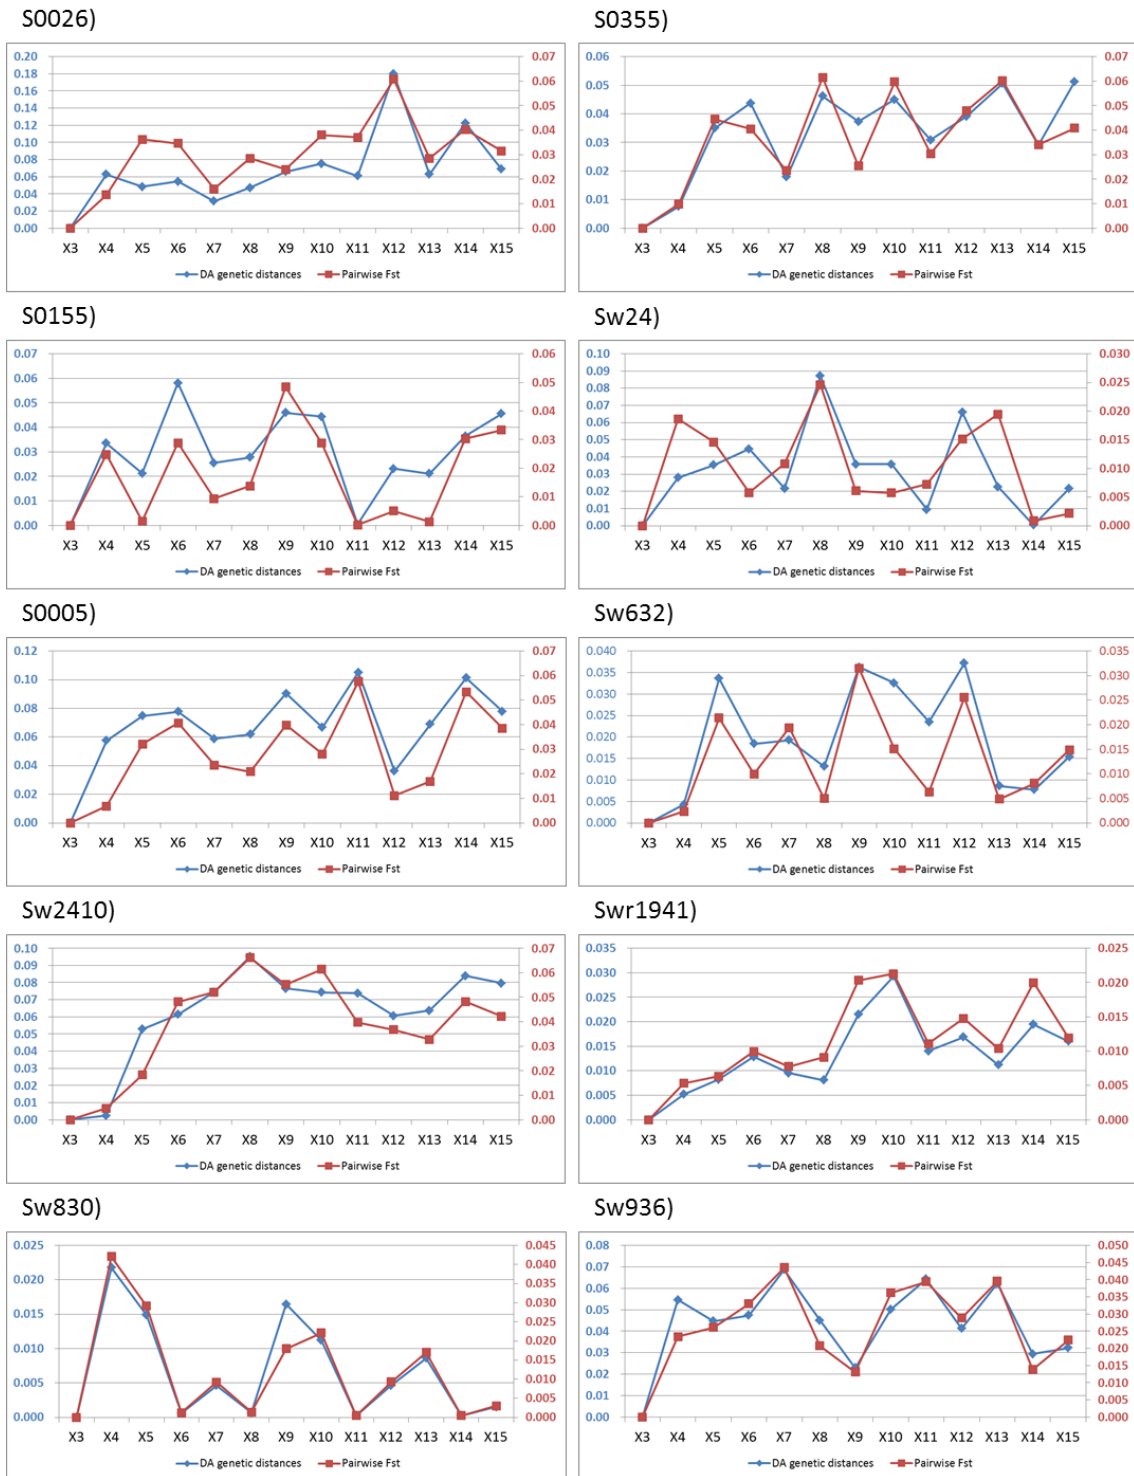 S0026)
0.20 0.18 0.16 0.14 0.12 0.10 0.08 0.06 0.04 0.02 0.00
0.07 0.06 0.05 0.04 0.03 0.02 0.01 0.00
X3 X4 X5 X6 X7 X8 X9 X10 X11 X12 X13 X14 X15
DA genetic distances Pairwise Fst
S0355)
0.06 0.05 0.04 0.03 0.02 0.01 0.00
0.07 0.06 0.05 0.04 0.03 0.02 0.01 0.00
X3 X4 X5 X6 X7 X8 X9 X10 X11 X12 X13 X14 X15
DA genetic distances Pairwise Fst
S0155)
0.07 0.06 0.05 0.04 0.03 0.02 0.01 0.00
0.06 0.05 0.04 0.03 0.02 0.01 0.00
X3 X4 X5 X6 X7 X8 X9 X10 X11 X12 X13 X14 X15
DA genetic distances Pairwise Fst
Sw24)
0.10 0.09 0.08 0.07 0.06 0.05 0.04 0.03 0.02 0.01 0.00
0.030 0.025 0.020 0.015 0.010 0.005 0.000
X3 X4 X5 X6 X7 X8 X9 X10 X11 X12 X13 X14 X15
DA genetic distances Pairwise Fst
S0005)
0.12 0.10 0.08 0.06 0.04 0.02 0.00
0.07 0.06 0.05 0.04 0.03 0.02 0.01 0.00
X3 X4 X5 X6 X7 X8 X9 X10 X11 X12 X13 X14 X15
DA genetic distances Pairwise Fst
Sw632)
0.040 0.035 0.030 0.025 0.020 0.015 0.010 0.005 0.000
0.035 0.030 0.025 0.020 0.015 0.010 0.005 0.000
X3 X4 X5 X6 X7 X8 X9 X10 X11 X12 X13 X14 X15
DA genetic distances Pairwise Fst
Sw2410)
0.10 0.09 0.08 0.07 0.06 0.05 0.04 0.03 0.02 0.01 0.00
0.07 0.06 0.05 0.04 0.03 0.02 0.01 0.00
X3 X4 X5 X6 X7 X8 X9 X10 X11 X12 X13 X14 X15
DA genetic distances Pairwise Fst
Swr1941)
0.035 0.030 0.025 0.020 0.015 0.010 0.005 0.000
0.025 0.020 0.015 0.010 0.005 0.000
X3 X4 X5 X6 X7 X8 X9 X10 X11 X12 X13 X14 X15
DA genetic distances Pairwise Fst
Sw830)
0.025 0.020 0.015 0.010 0.005 0.000
0.045 0.040 0.035 0.030 0.025 0.020 0.015 0.010 0.005 0.000
X3 X4 X5 X6 X7 X8 X9 X10 X11 X12 X13 X14 X15
DA genetic distances Pairwise Fst
Sw936)
0.08 0.07 0.06 0.05 0.04 0.03 0.02 0.01 0.00
0.050 0.045 0.040 0.035 0.030 0.025 0.020 0.015 0.010 0.005 0.000
X3 X4 X5 X6 X7 X8 X9 X10 X11 X12 X13 X14 X15
DA genetic distances Pairwise Fst